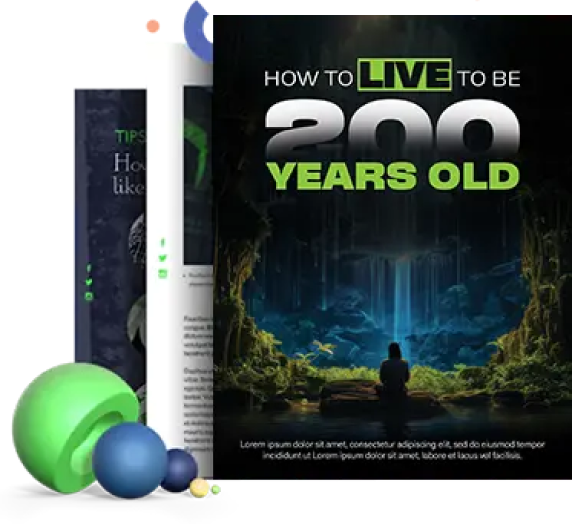 HOW TO LIVE TO BE
200
YEARS OLD
TIPS
How
like
Lorem ipsum dolor sit amet, consectetur adipiscing elit, sed do eiusmod tempor
incididunt ut Lorem ipsum dolor sit amet, labore et lacus vel facilisis.